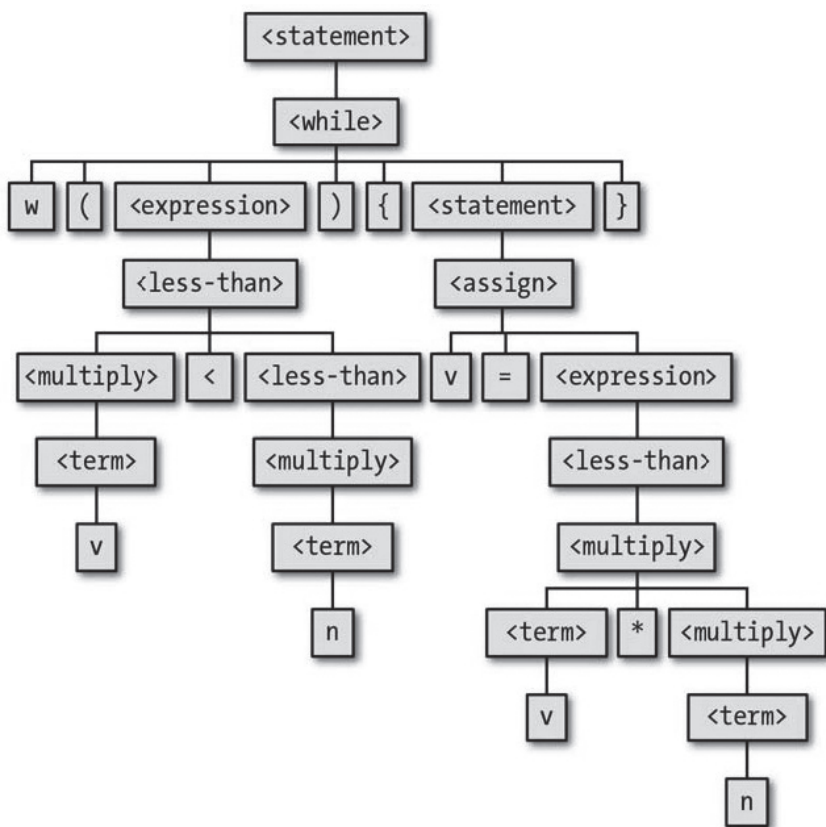 <statement>
<while>
w ( <expression> ) { <statement> }
<less-than> <assign>
<multiply> < <less-than> v = <expression>
<term> <multiply> <less-than>
v <term> <multiply>
n <term> * <multiply>
v <term>
n